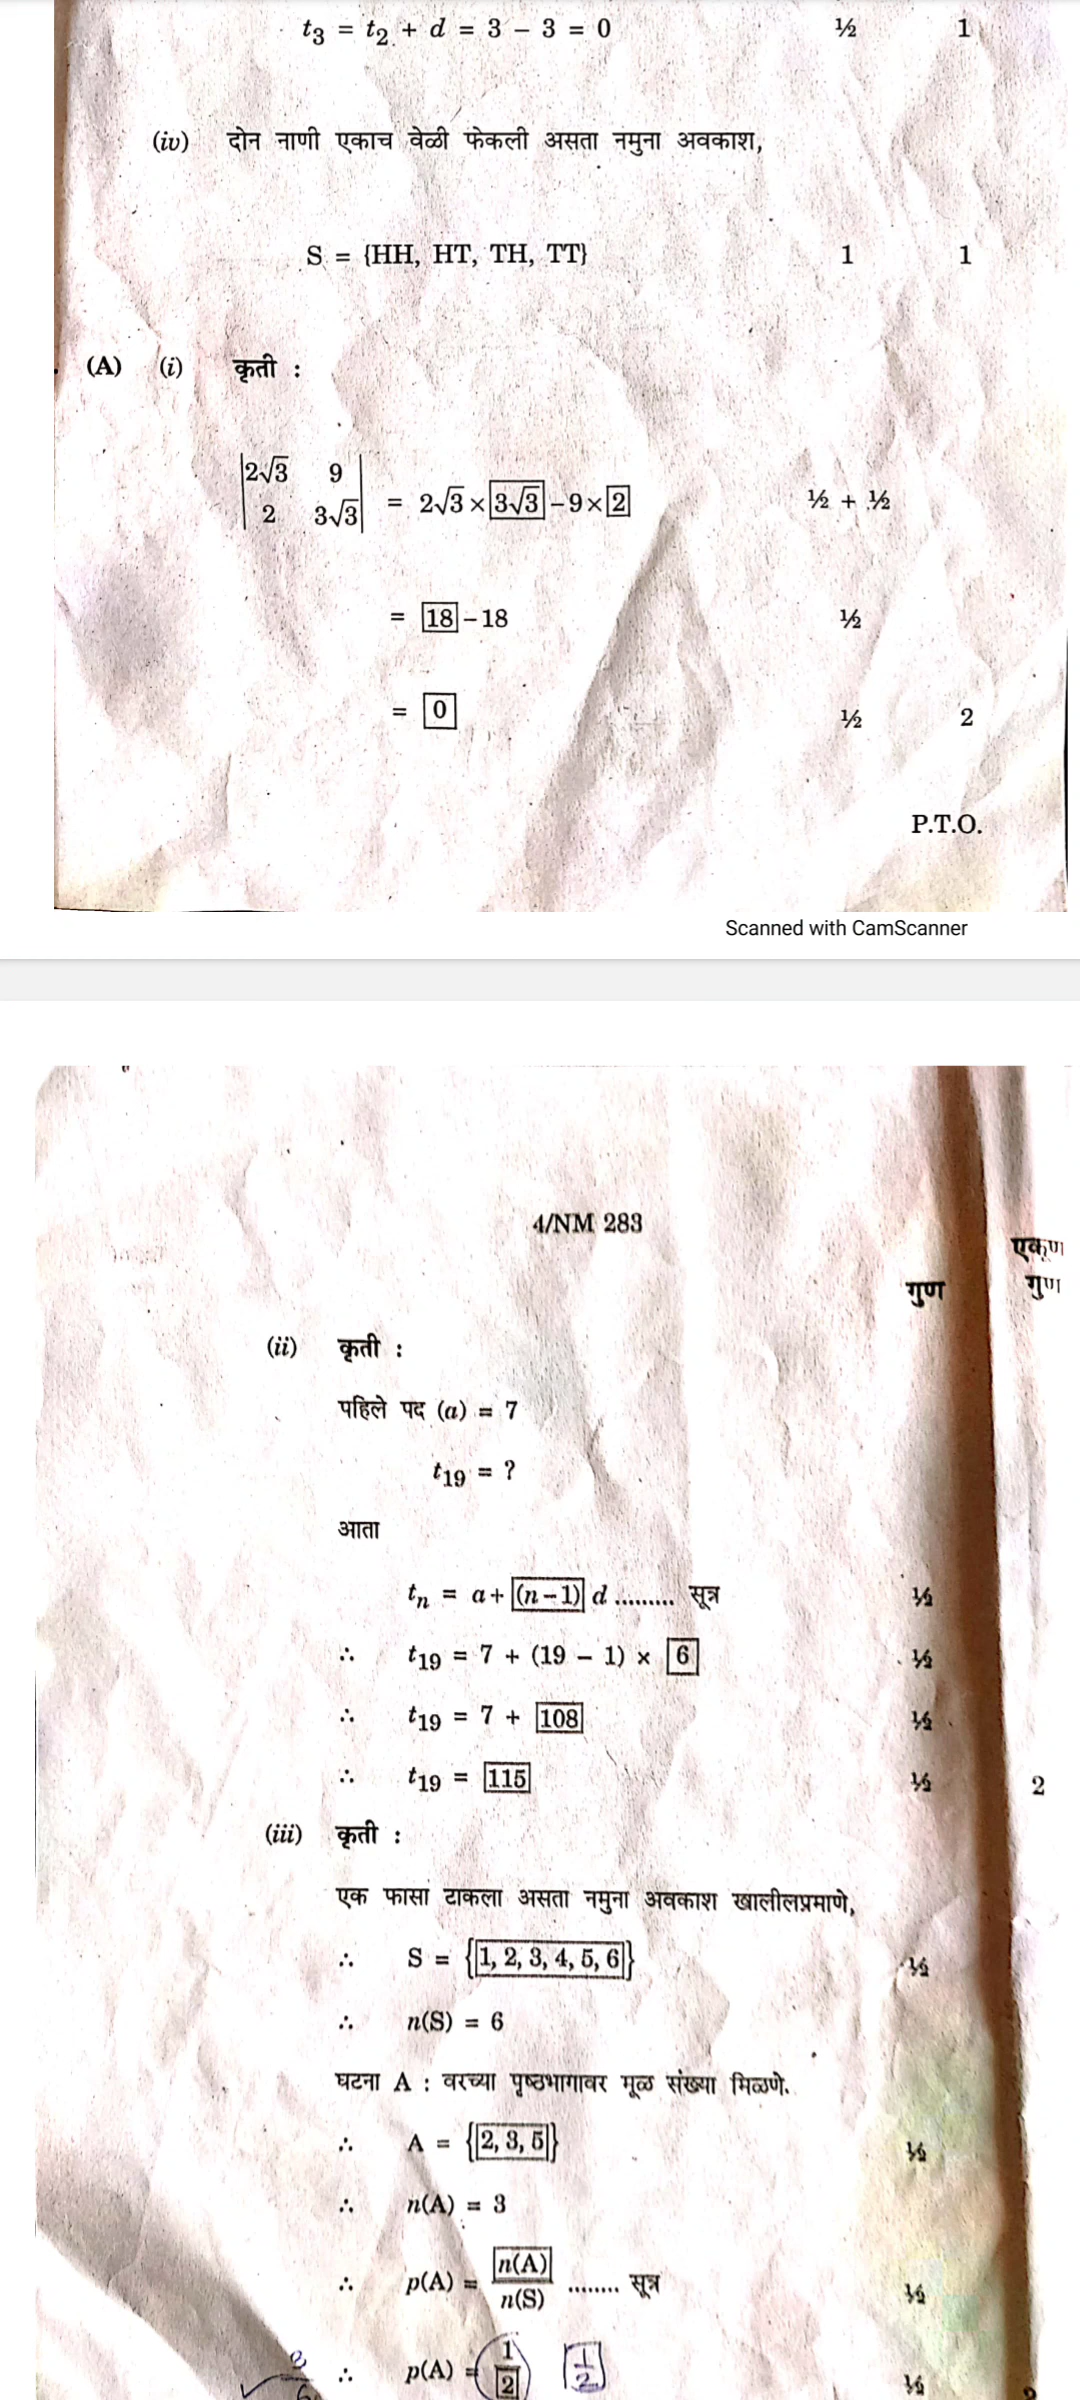 t₃ = t₂ + d = 3 – 3 = 0 ½ 1
(iv) दोन नाणी एकाच वेळी फेकली असता नमुना अवकाश,
S = {HH, HT, TH, TT} 1 1
(A) (i) कृती :
|2√3 9|
|2 3√3| = 2√3 × 3√3 – 9 × 2 ½ + ½
= 18 – 18 ½
= 0 ½ 2
P.T.O.
Scanned with CamScanner
4/NM 283
एकूण
गुण गुण
(ii) कृती :
पहिले पद (a) = 7
t₁₉ = ?
आता
tₙ = a + (n – 1) d ......... सूत्र ½
∴ t₁₉ = 7 + (19 – 1) × 6 ½
∴ t₁₉ = 7 + 108 ½
∴ t₁₉ = 115 ½ 2
(iii) कृती :
एक फासा टाकला असता नमुना अवकाश खालीलप्रमाणे,
∴ S = {1, 2, 3, 4, 5, 6} ½
∴ n(S) = 6
घटना A : वरच्या पृष्ठभागावर मूळ संख्या मिळणे.
∴ A = {2, 3, 5} ½
∴ n(A) = 3
∴ p(A) = n(A)/n(S) ........ सूत्र ½
∴ p(A) = 1/2 1/2 ½